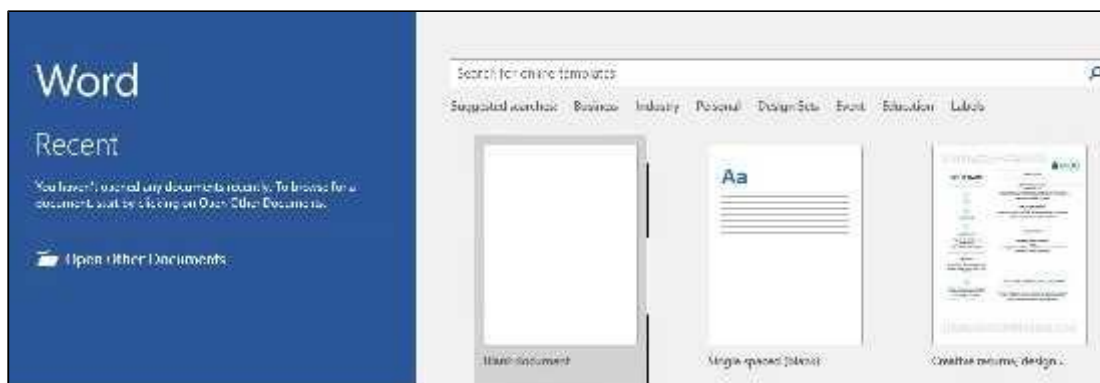 Word
Search for online templates
Suggested searches: Business Industry Personal Design Sets Event Education Labels
Recent
You haven't opened any documents recently. To browse for a
document, start by clicking on Open Other Documents.
Open Other Documents
Aa
Blank document
Single spaced (blank)
Creative resume, design...